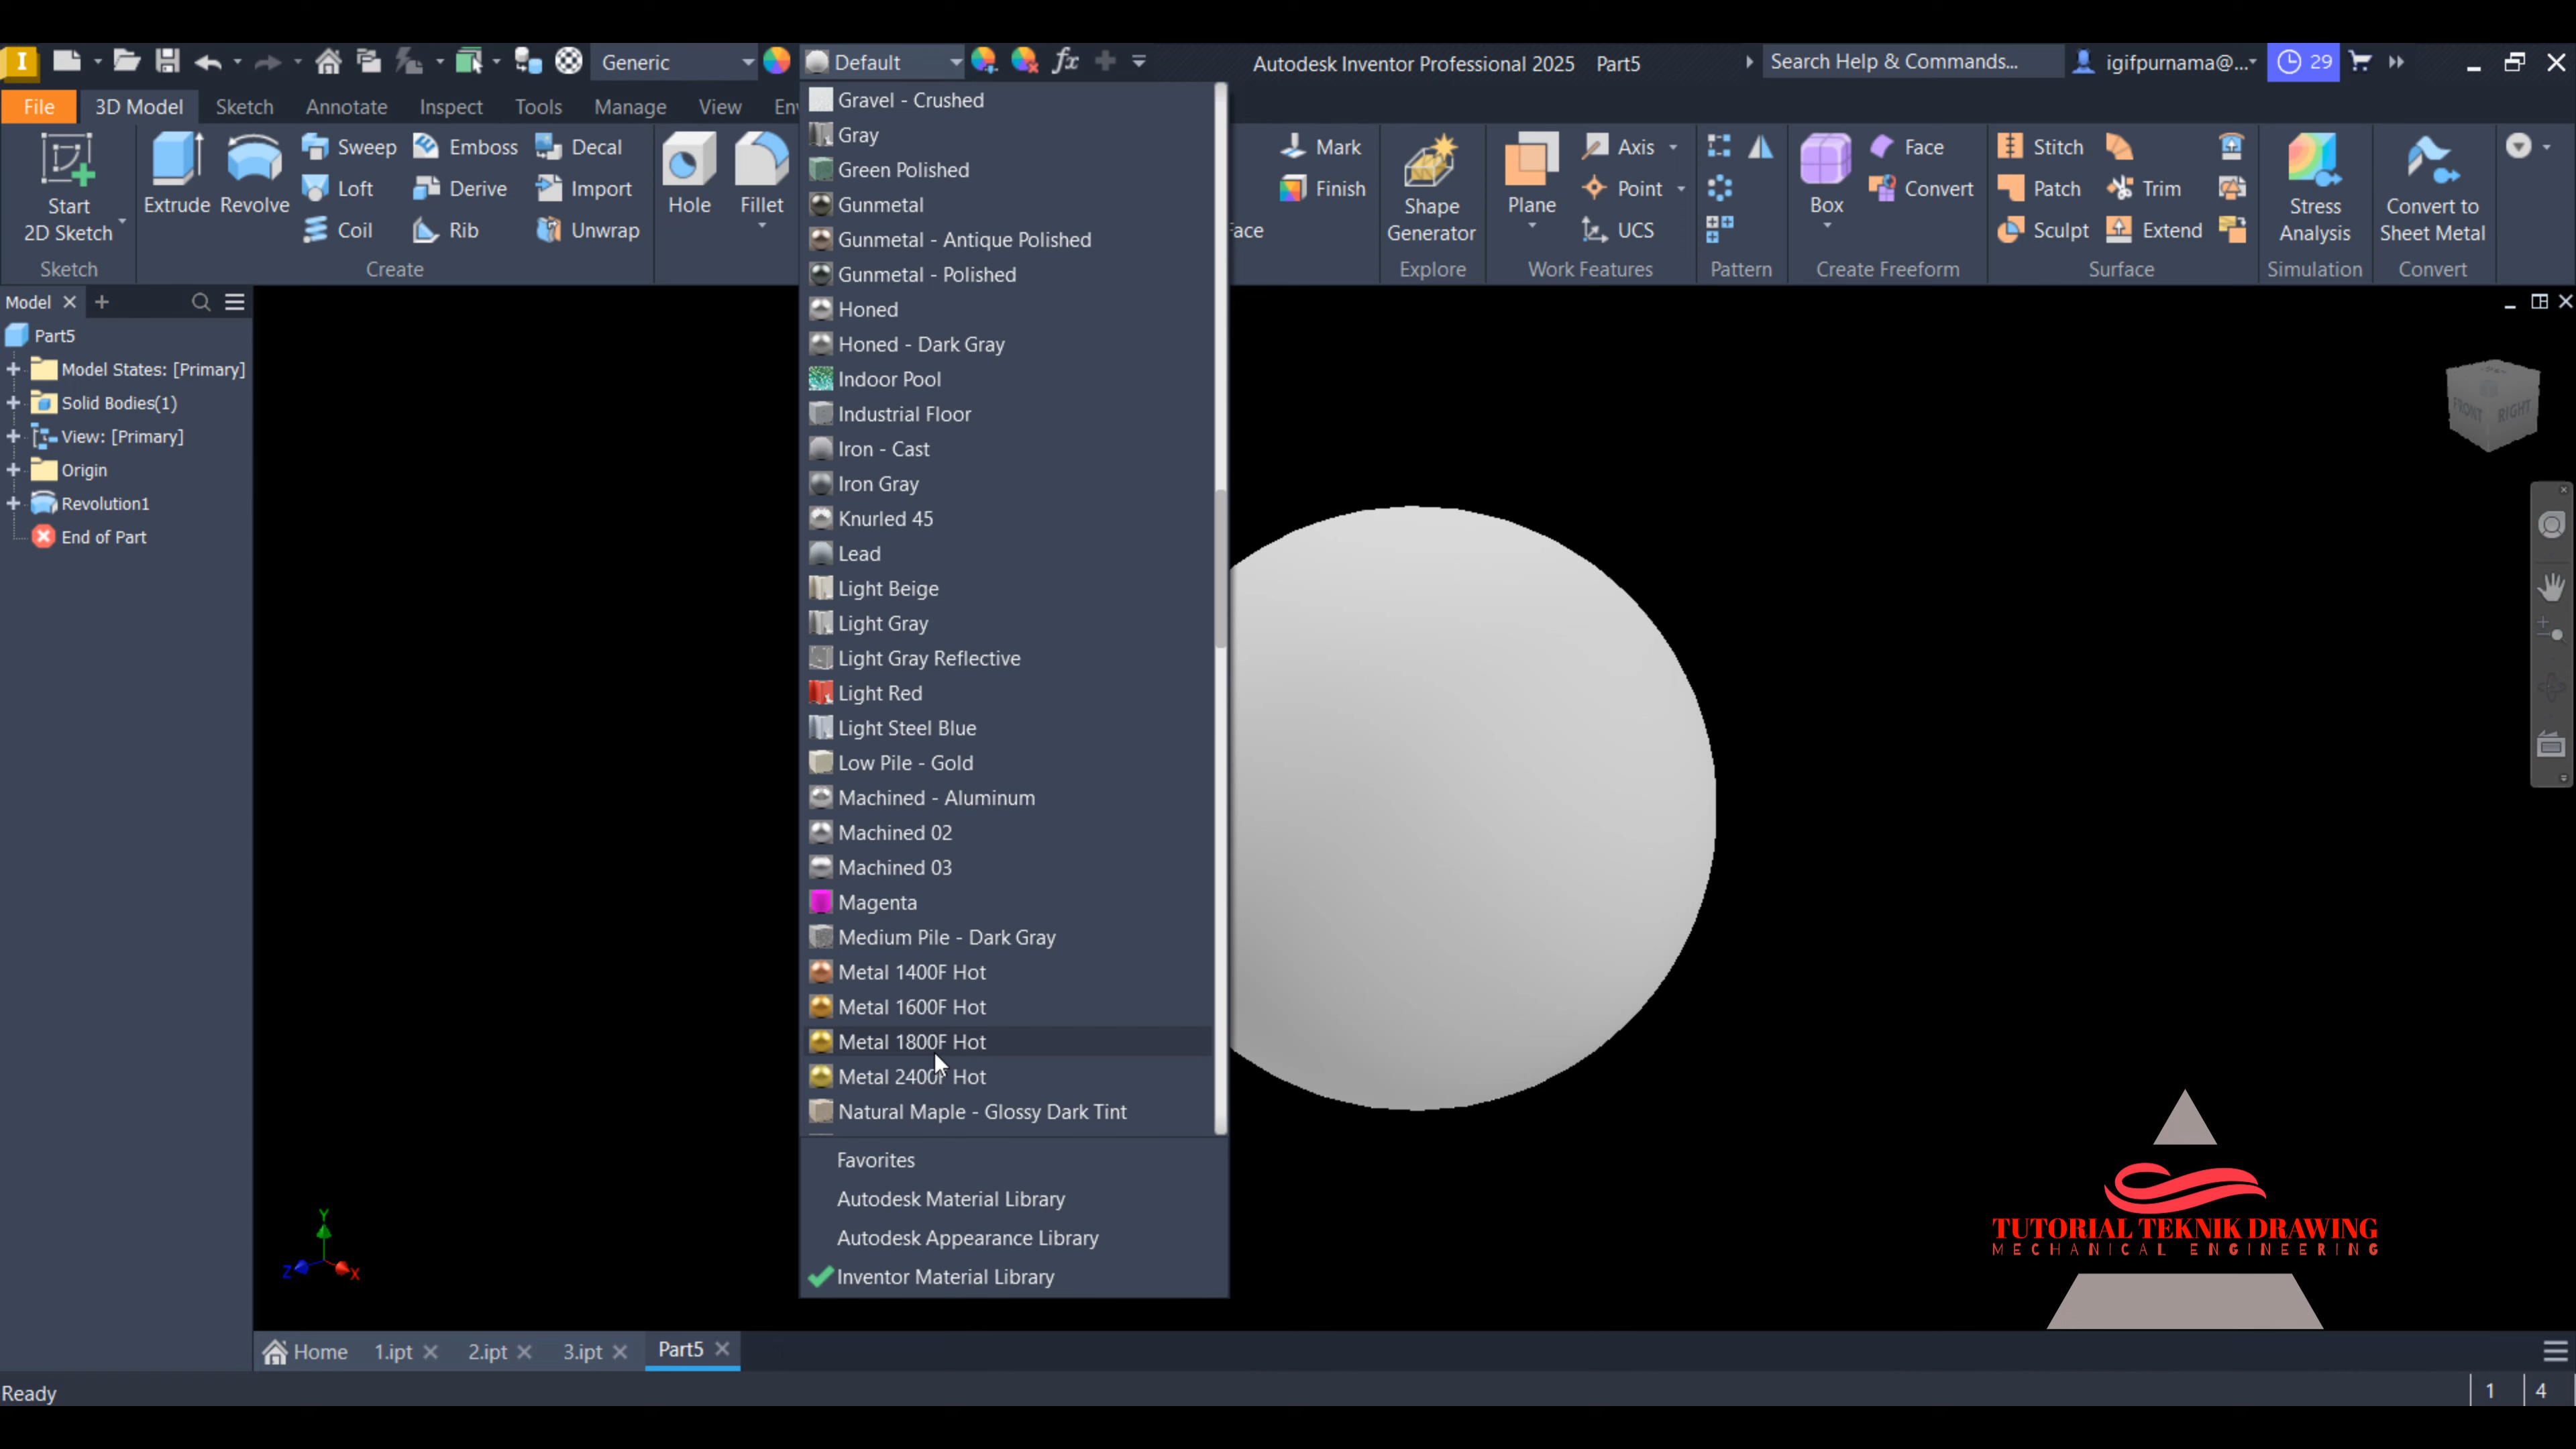 Generic
Default
fx
Autodesk Inventor Professional 2025 Part5
Search Help & Commands...
igifpurnama@...
29
File
3D Model
Sketch
Annotate
Inspect
Tools
Manage
View
Env
Start
2D Sketch
Sketch
Extrude
Revolve
Sweep
Loft
Coil
Emboss
Derive
Rib
Decal
Import
Unwrap
Create
Hole
Fillet
Face
Mark
Finish
Shape
Generator
Explore
Plane
Axis
Point
UCS
Work Features
Pattern
Box
Face
Convert
Create Freeform
Stitch
Patch
Sculpt
Trim
Extend
Surface
Stress
Analysis
Simulation
Convert to
Sheet Metal
Convert
Model
Part5
Model States: [Primary]
Solid Bodies(1)
View: [Primary]
Origin
Revolution1
End of Part
Gravel - Crushed
Gray
Green Polished
Gunmetal
Gunmetal - Antique Polished
Gunmetal - Polished
Honed
Honed - Dark Gray
Indoor Pool
Industrial Floor
Iron - Cast
Iron Gray
Knurled 45
Lead
Light Beige
Light Gray
Light Gray Reflective
Light Red
Light Steel Blue
Low Pile - Gold
Machined - Aluminum
Machined 02
Machined 03
Magenta
Medium Pile - Dark Gray
Metal 1400F Hot
Metal 1600F Hot
Metal 1800F Hot
Metal 2400F Hot
Natural Maple - Glossy Dark Tint
Favorites
Autodesk Material Library
Autodesk Appearance Library
Inventor Material Library
FRONT
RIGHT
Y
Z
X
TUTORIAL TEKNIK DRAWING
MECHANICAL ENGINEERING
Home
1.ipt
2.ipt
3.ipt
Part5
Ready
1
4